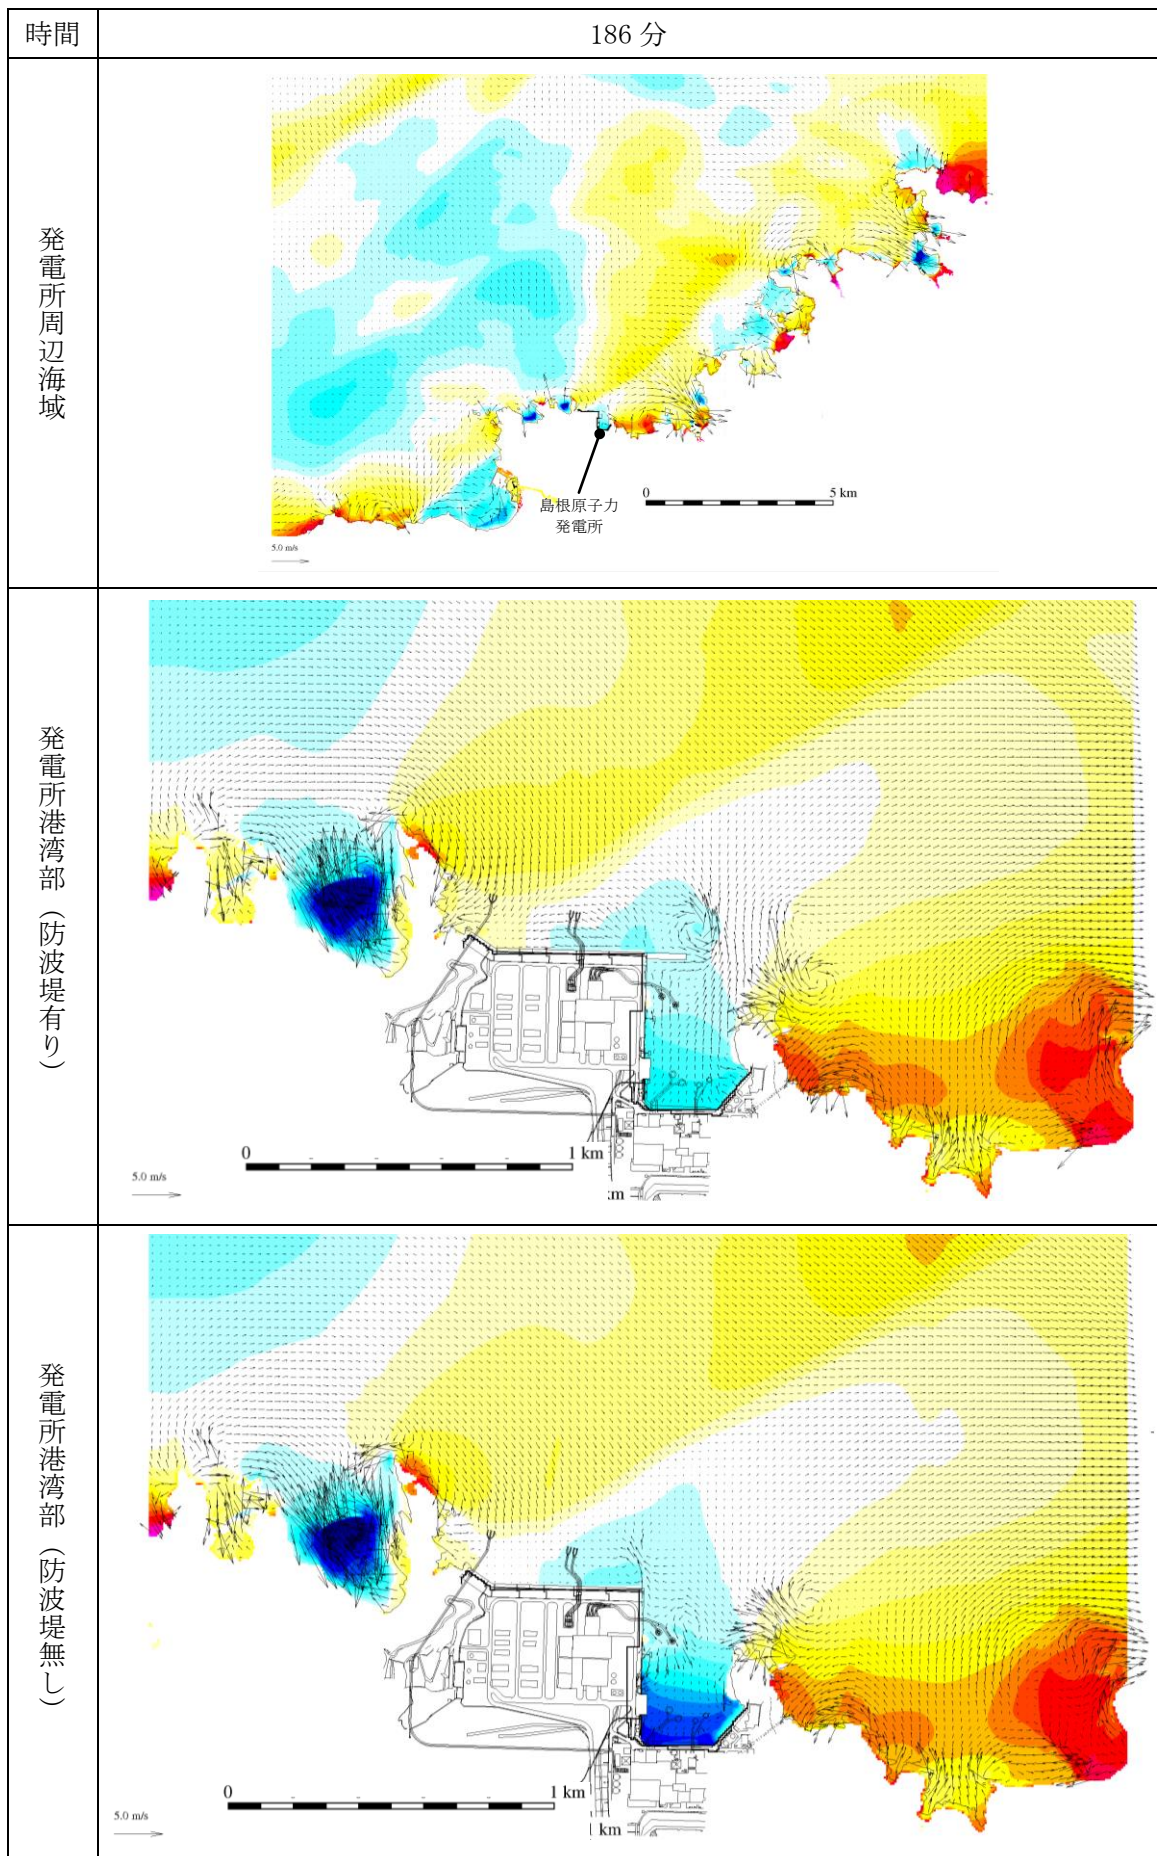 時間
186 分
発電所周辺海域
島根原子力
発電所
0
5 km
5.0 m/s
発電所港湾部（防波堤有り）
0
1 km
5.0 m/s
km
発電所港湾部（防波堤無し）
0
1 km
5.0 m/s
km